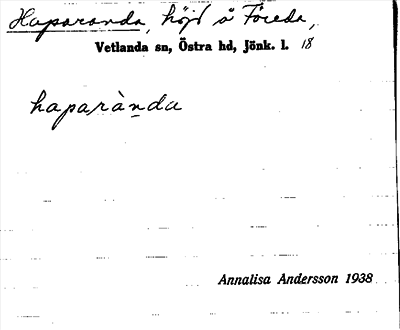 Haparanda, höjd å Föreda,
Vetlanda sn, Östra hd, Jönk. l. 18
haparànda
Annalisa Andersson 1938